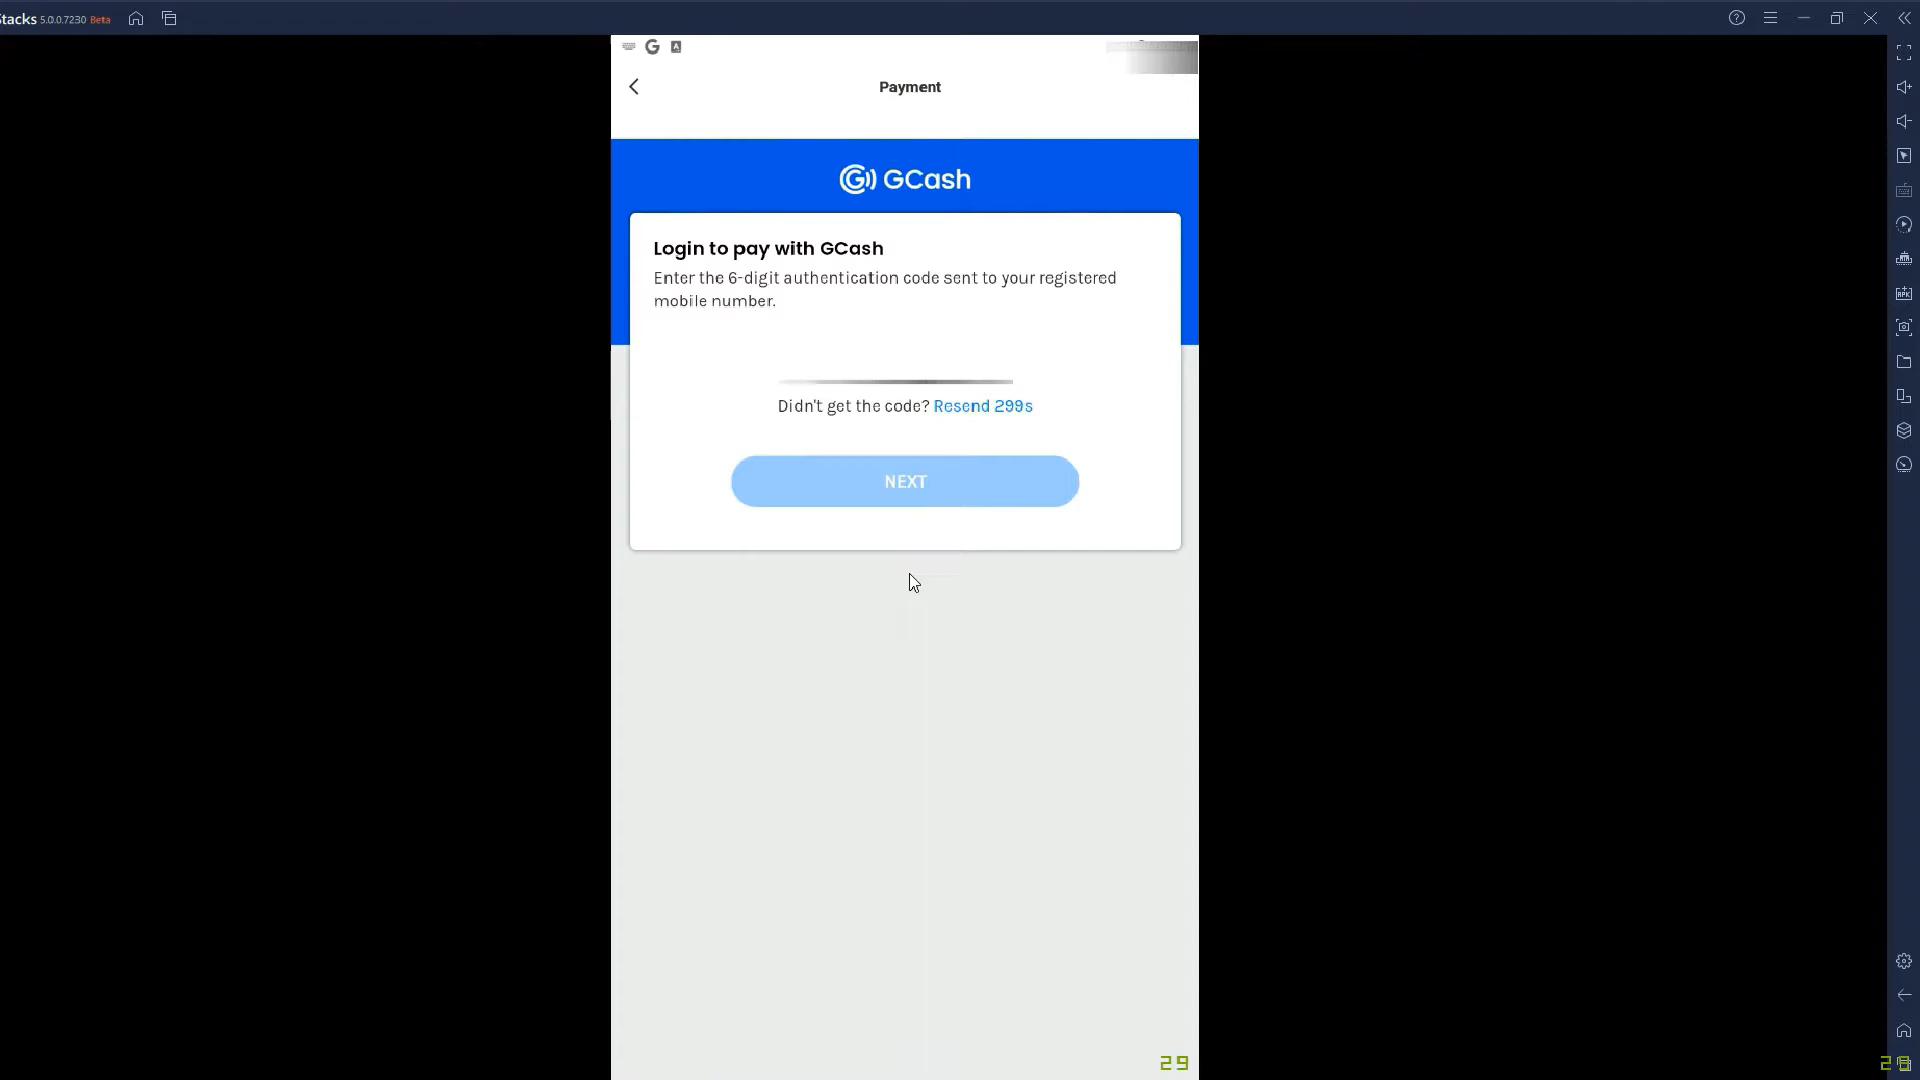 tacks 5.0.0.7230 Beta
Payment
GCash
Login to pay with GCash
Enter the 6-digit authentication code sent to your registered
mobile number.
Didn't get the code? Resend 299s
NEXT
29